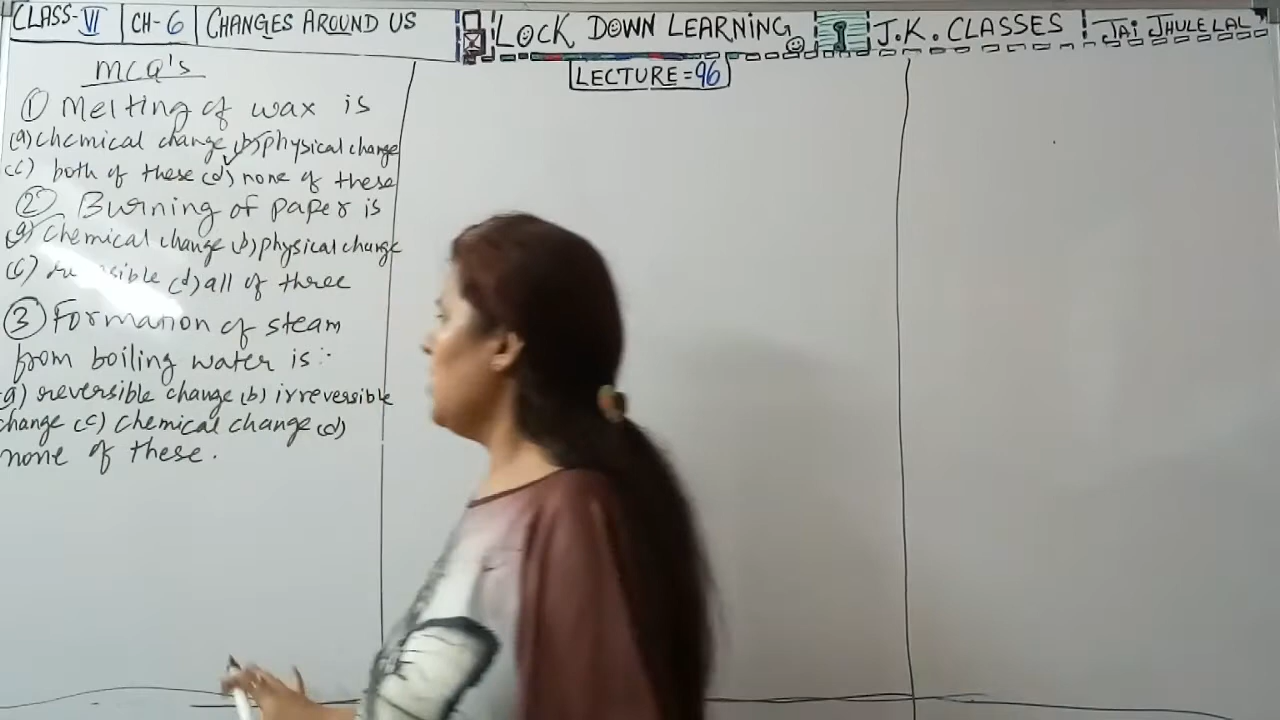 CLASS-VI CH-6 CHANGES AROUND US
LOCK DOWN LEARNING
J.K. CLASSES
JAI JHULELAL
LECTURE=96
MCQ's
① Melting of wax is
(a) chemical change (b) physical change
(c) both of these (d) none of these
② Burning of paper is
(a) chemical change (b) physical change
(c) (d) all of three
③ Formation of steam
from boiling water is :-
(a) reversible change (b) irreversible
change (c) chemical change (d)
none of these.